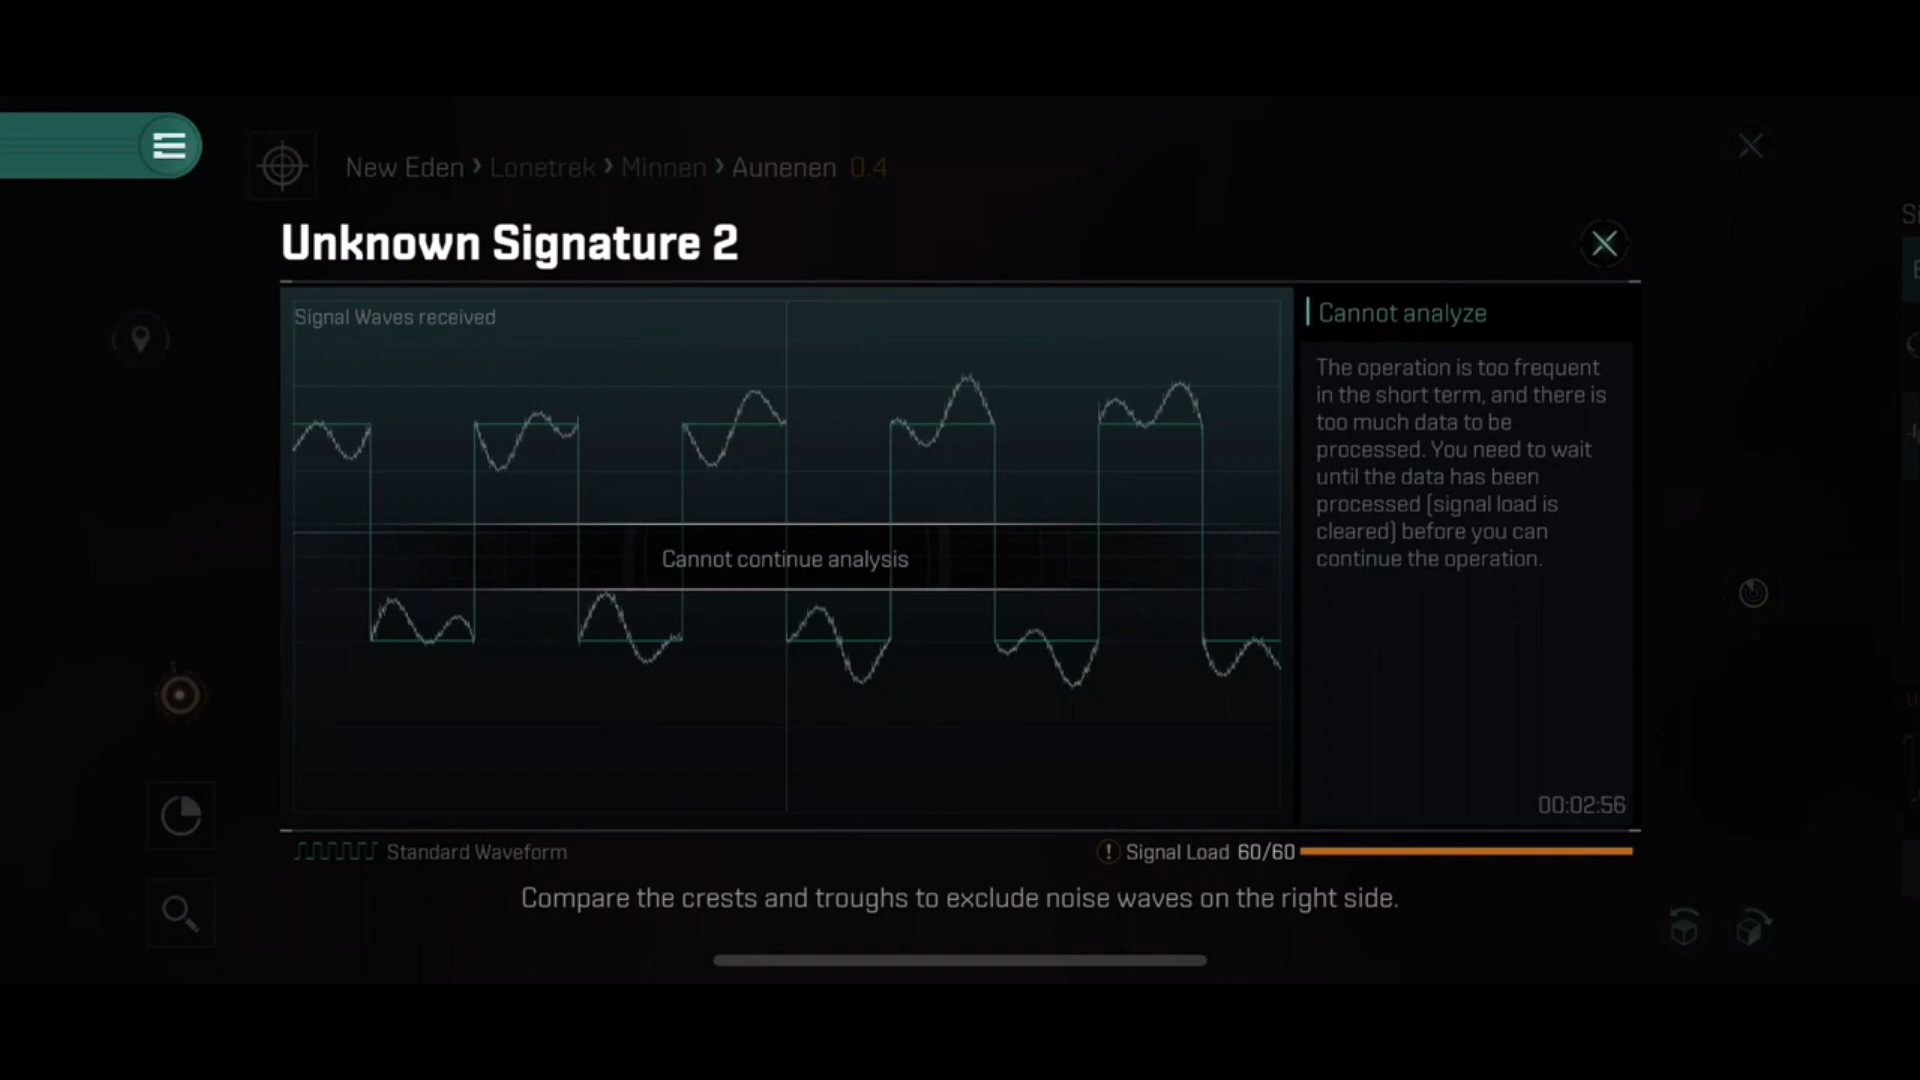 New Eden › Lonetrek › Minnen › Aunenen 0.4
Unknown Signature 2
Signal Waves received
Cannot continue analysis
Cannot analyze
The operation is too frequent
in the short term, and there is
too much data to be
processed. You need to wait
until the data has been
processed (signal load is
cleared) before you can
continue the operation.
00:02:56
Standard Waveform
! Signal Load 60/60
Compare the crests and troughs to exclude noise waves on the right side.